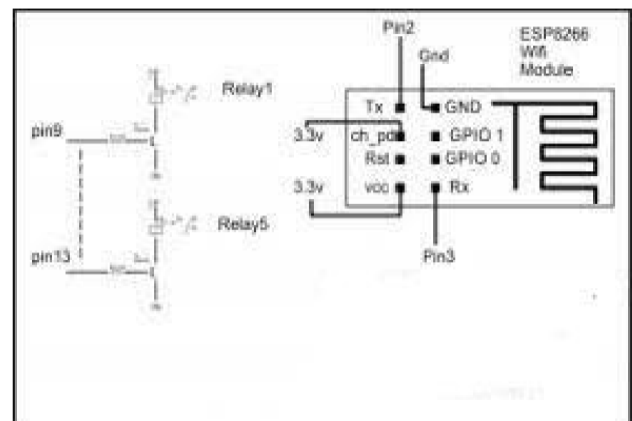 Pin2
Gnd
ESP8266
Wifi
Module
Relay1
Tx
GND
pin9
3.3v
ch_pd
GPIO 1
Rst
GPIO 0
3.3v
vcc
Rx
Relay5
pin13
Pin3